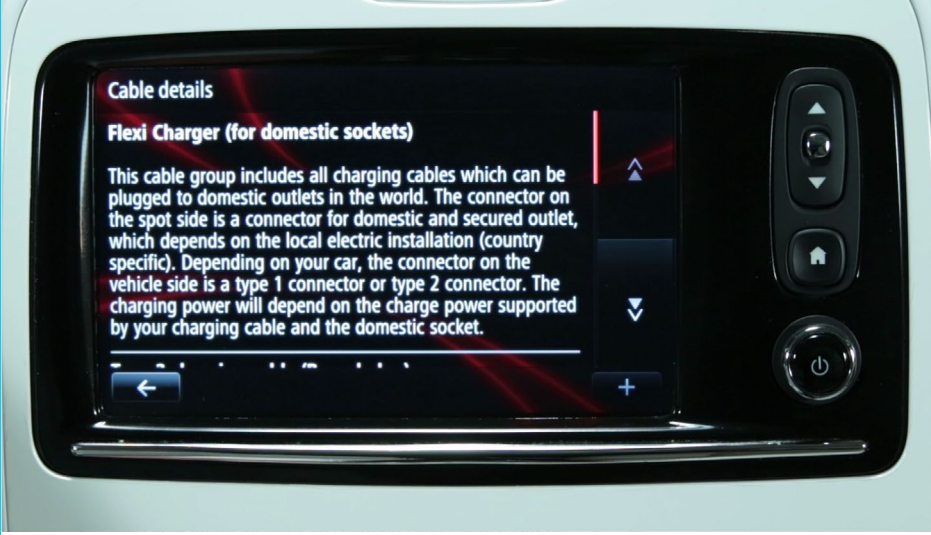 Cable details
Flexi Charger (for domestic sockets)
This cable group includes all charging cables which can be
plugged to domestic outlets in the world. The connector on
the spot side is a connector for domestic and secured outlet,
which depends on the local electric installation (country
specific). Depending on your car, the connector on the
vehicle side is a type 1 connector or type 2 connector. The
charging power will depend on the charge power supported
by your charging cable and the domestic socket.